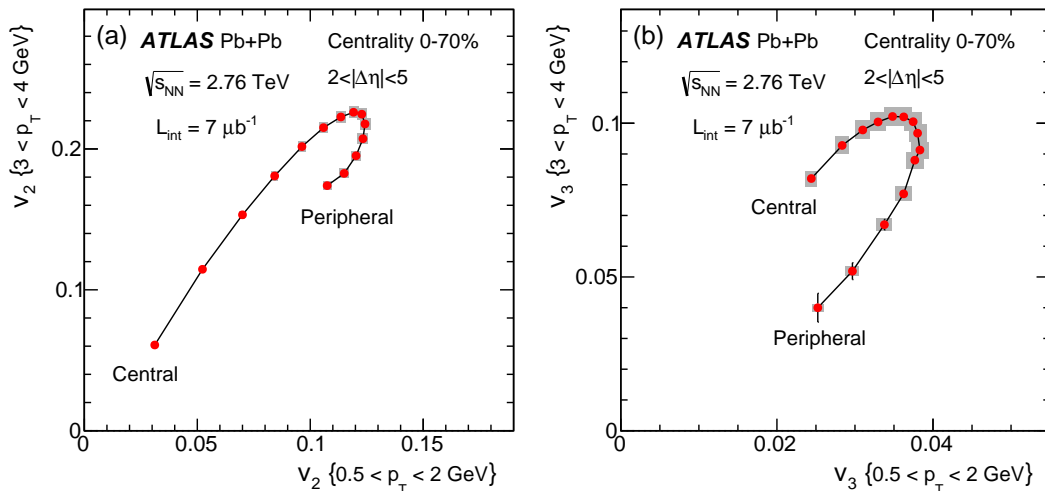 (a) ATLAS Pb+Pb Centrality 0-70%
√sNN = 2.76 TeV 2<|Δη|<5
Lint = 7 μb-1
v2 {3 < pT < 4 GeV}
0.2
0.1
0
Peripheral
Central
0 0.05 0.1 0.15
v2 {0.5 < pT < 2 GeV}
(b) ATLAS Pb+Pb Centrality 0-70%
√sNN = 2.76 TeV 2<|Δη|<5
Lint = 7 μb-1
v3 {3 < pT < 4 GeV}
0.1
0.05
0
Central
Peripheral
0 0.02 0.04
v3 {0.5 < pT < 2 GeV}